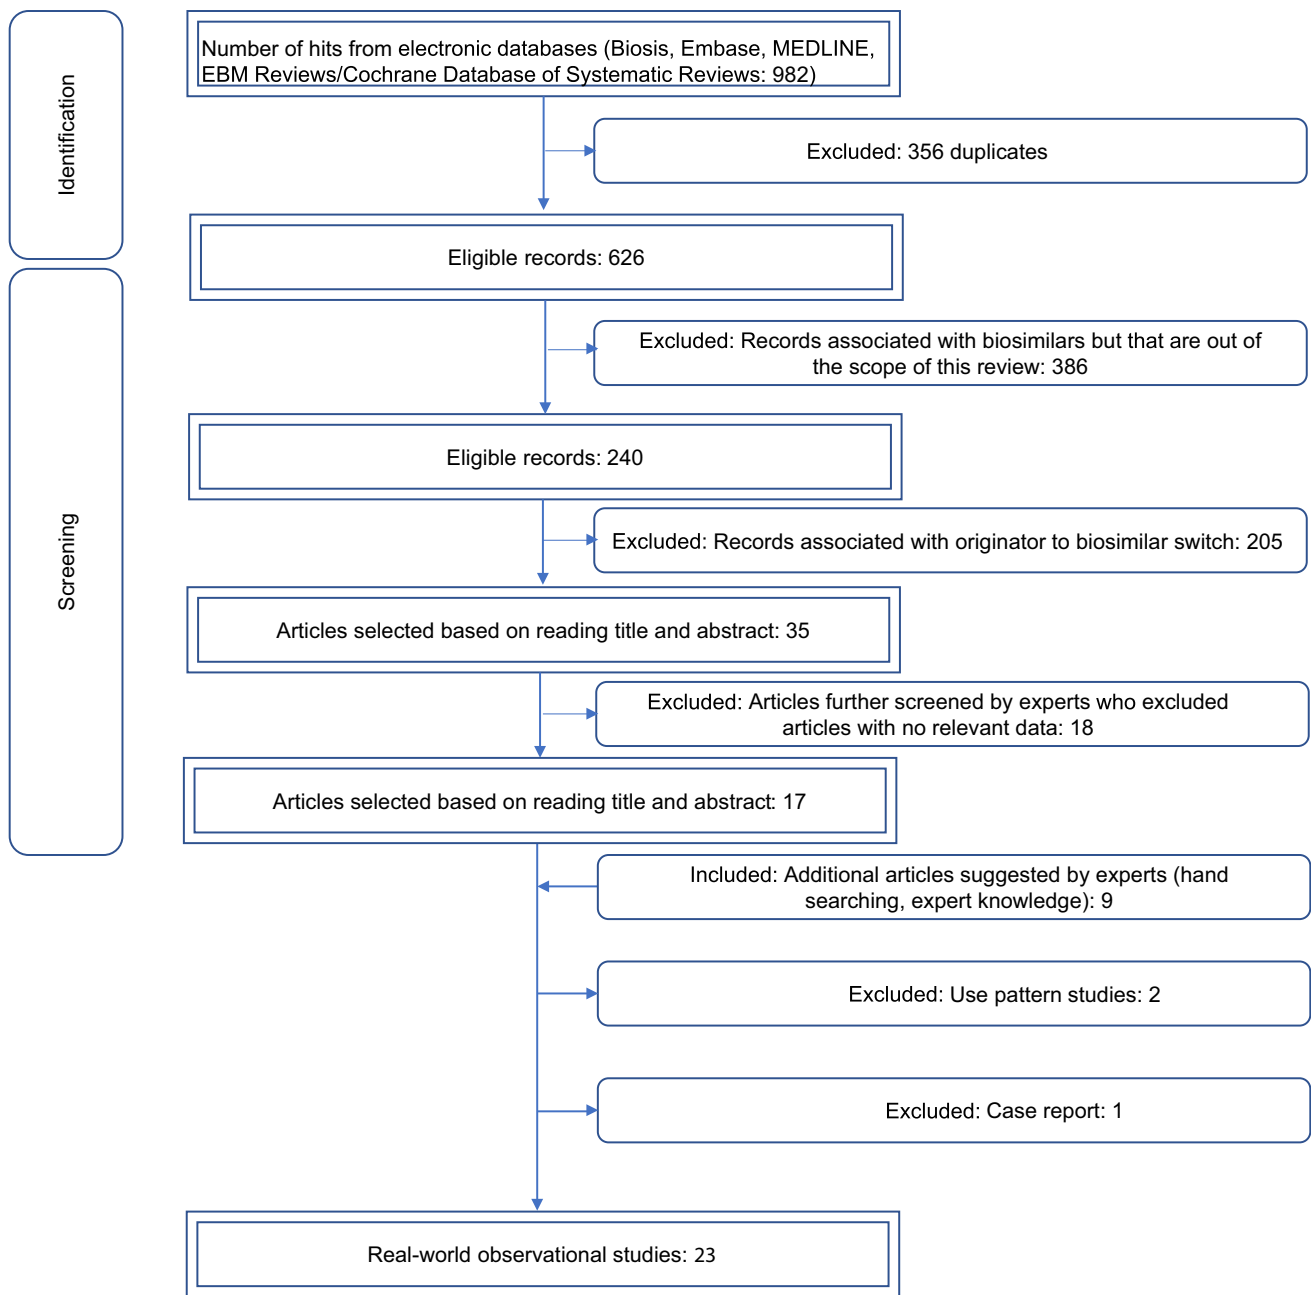 Identification
Number of hits from electronic databases (Biosis, Embase, MEDLINE,
EBM Reviews/Cochrane Database of Systematic Reviews: 982)
Excluded: 356 duplicates
Eligible records: 626
Screening
Excluded: Records associated with biosimilars but that are out of
the scope of this review: 386
Eligible records: 240
Excluded: Records associated with originator to biosimilar switch: 205
Articles selected based on reading title and abstract: 35
Excluded: Articles further screened by experts who excluded
articles with no relevant data: 18
Articles selected based on reading title and abstract: 17
Included: Additional articles suggested by experts (hand
searching, expert knowledge): 9
Excluded: Use pattern studies: 2
Excluded: Case report: 1
Real-world observational studies: 23